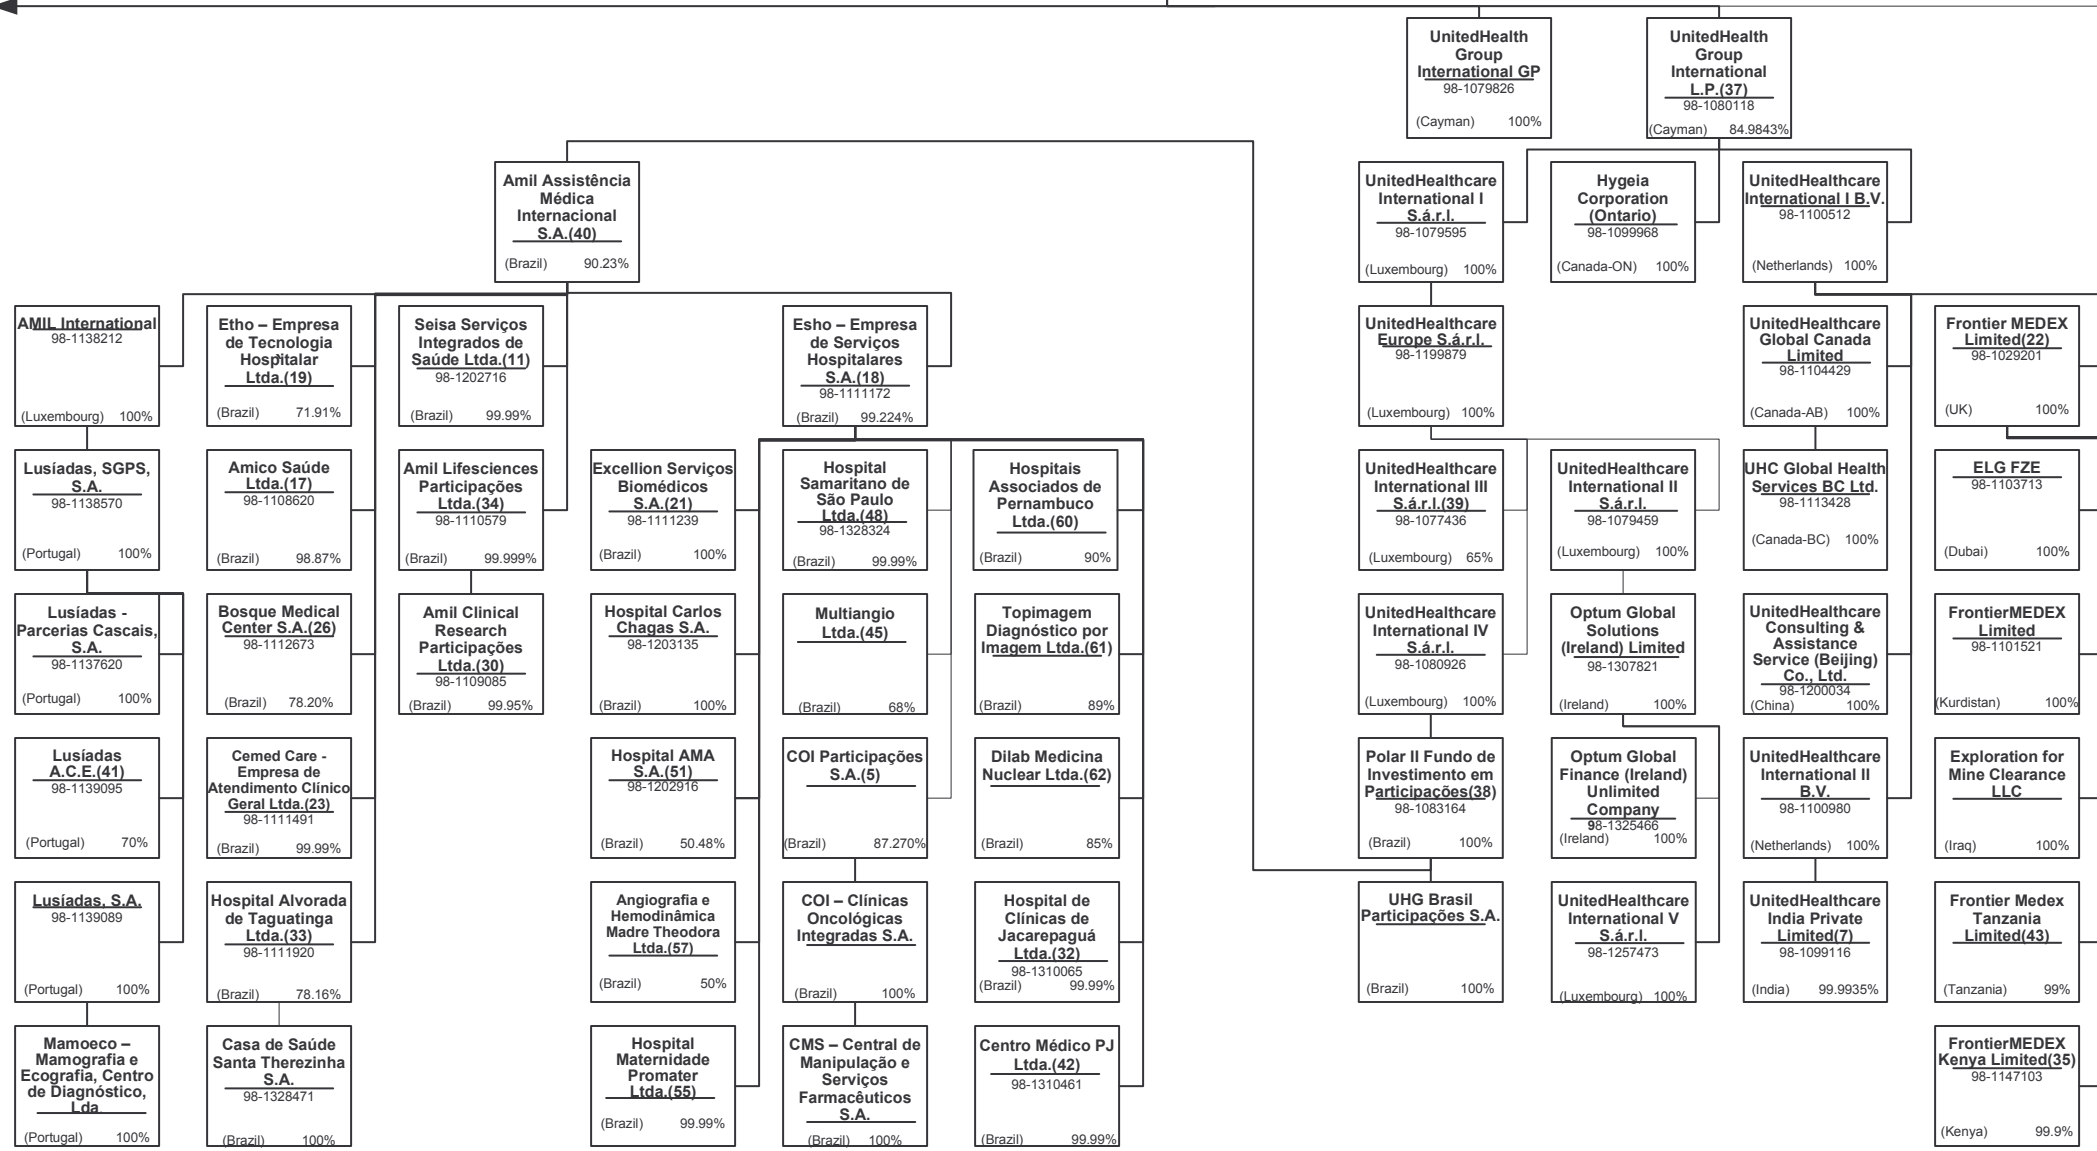 UnitedHealth
Group
International GP
98-1079826
(Cayman) 100%
UnitedHealth
Group
International
L.P.(37)
98-1080118
(Cayman) 84.9843%
Amil Assistência
Médica
Internacional
S.A.(40)
(Brazil) 90.23%
UnitedHealthcare
International I
S.á.r.l.
98-1079595
(Luxembourg) 100%
Hygeia
Corporation
(Ontario)
98-1099968
(Canada-ON) 100%
UnitedHealthcare
International I B.V.
98-1100512
(Netherlands) 100%
AMIL International
98-1138212
(Luxembourg) 100%
Etho – Empresa
de Tecnologia
Hospitalar
Ltda.(19)
(Brazil) 71.91%
Seisa Serviços
Integrados de
Saúde Ltda.(11)
98-1202716
(Brazil) 99.99%
Esho – Empresa
de Serviços
Hospitalares
S.A.(18)
98-1111172
(Brazil) 99.224%
UnitedHealthcare
Europe S.á.r.l.
98-1199879
(Luxembourg) 100%
UnitedHealthcare
Global Canada
Limited
98-1104429
(Canada-AB) 100%
Frontier MEDEX
Limited(22)
98-1029201
(UK) 100%
Lusíadas, SGPS,
S.A.
98-1138570
(Portugal) 100%
Amico Saúde
Ltda.(17)
98-1108620
(Brazil) 98.87%
Amil Lifesciences
Participações
Ltda.(34)
98-1110579
(Brazil) 99.999%
Excellion Serviços
Biomédicos
S.A.(21)
98-1111239
(Brazil) 100%
Hospital
Samaritano de
São Paulo
Ltda.(48)
98-1328324
(Brazil) 99.99%
Hospitais
Associados de
Pernambuco
Ltda.(60)
(Brazil) 90%
UnitedHealthcare
International III
S.á.r.l.(39)
98-1077436
(Luxembourg) 65%
UnitedHealthcare
International II
S.á.r.l.
98-1079459
(Luxembourg) 100%
UHC Global Health
Services BC Ltd.
98-1113428
(Canada-BC) 100%
ELG FZE
98-1103713
(Dubai) 100%
Lusíadas -
Parcerias Cascais,
S.A.
98-1137620
(Portugal) 100%
Bosque Medical
Center S.A.(26)
98-1112673
(Brazil) 78.20%
Amil Clinical
Research
Participações
Ltda.(30)
98-1109085
(Brazil) 99.95%
Hospital Carlos
Chagas S.A.
98-1203135
(Brazil) 100%
Multiangio
Ltda.(45)
(Brazil) 68%
Topimagem
Diagnóstico por
Imagem Ltda.(61)
(Brazil) 89%
UnitedHealthcare
International IV
S.á.r.l.
98-1080926
(Luxembourg) 100%
Optum Global
Solutions
(Ireland) Limited
98-1307821
(Ireland) 100%
UnitedHealthcare
Consulting &
Assistance
Service (Beijing)
Co., Ltd.
98-1200034
(China) 100%
FrontierMEDEX
Limited
98-1101521
(Kurdistan) 100%
Lusíadas
A.C.E.(41)
98-1139095
(Portugal) 70%
Cemed Care -
Empresa de
Atendimento Clínico
Geral Ltda.(23)
98-1111491
(Brazil) 99.99%
Hospital AMA
S.A.(51)
98-1202916
(Brazil) 50.48%
COI Participações
S.A.(5)
(Brazil) 87.270%
Dilab Medicina
Nuclear Ltda.(62)
(Brazil) 85%
Polar II Fundo de
Investimento em
Participações(38)
98-1083164
(Brazil) 100%
Optum Global
Finance (Ireland)
Unlimited
Company
98-1325466
(Ireland) 100%
UnitedHealthcare
International II
B.V.
98-1100980
(Netherlands) 100%
Exploration for
Mine Clearance
LLC
(Iraq) 100%
Lusíadas, S.A.
98-1139089
(Portugal) 100%
Hospital Alvorada
de Taguatinga
Ltda.(33)
98-1111920
(Brazil) 78.16%
Angiografia e
Hemodinâmica
Madre Theodora
Ltda.(57)
(Brazil) 50%
COI – Clínicas
Oncológicas
Integradas S.A.
(Brazil) 100%
Hospital de
Clínicas de
Jacarepaguá
Ltda.(32)
98-1310065
(Brazil) 99.99%
UHG Brasil
Participações S.A.
(Brazil) 100%
UnitedHealthcare
International V
S.á.r.l.
98-1257473
(Luxembourg) 100%
UnitedHealthcare
India Private
Limited(7)
98-1099116
(India) 99.9935%
Frontier Medex
Tanzania
Limited(43)
(Tanzania) 99%
Mamoeco –
Mamografia e
Ecografia, Centro
de Diagnóstico,
Lda.
(Portugal) 100%
Casa de Saúde
Santa Therezinha
S.A.
98-1328471
(Brazil) 100%
Hospital
Maternidade
Promater
Ltda.(55)
(Brazil) 99.99%
CMS – Central de
Manipulação e
Serviços
Farmacêuticos
S.A.
(Brazil) 100%
Centro Médico PJ
Ltda.(42)
98-1310461
(Brazil) 99.99%
FrontierMEDEX
Kenya Limited(35)
98-1147103
(Kenya) 99.9%